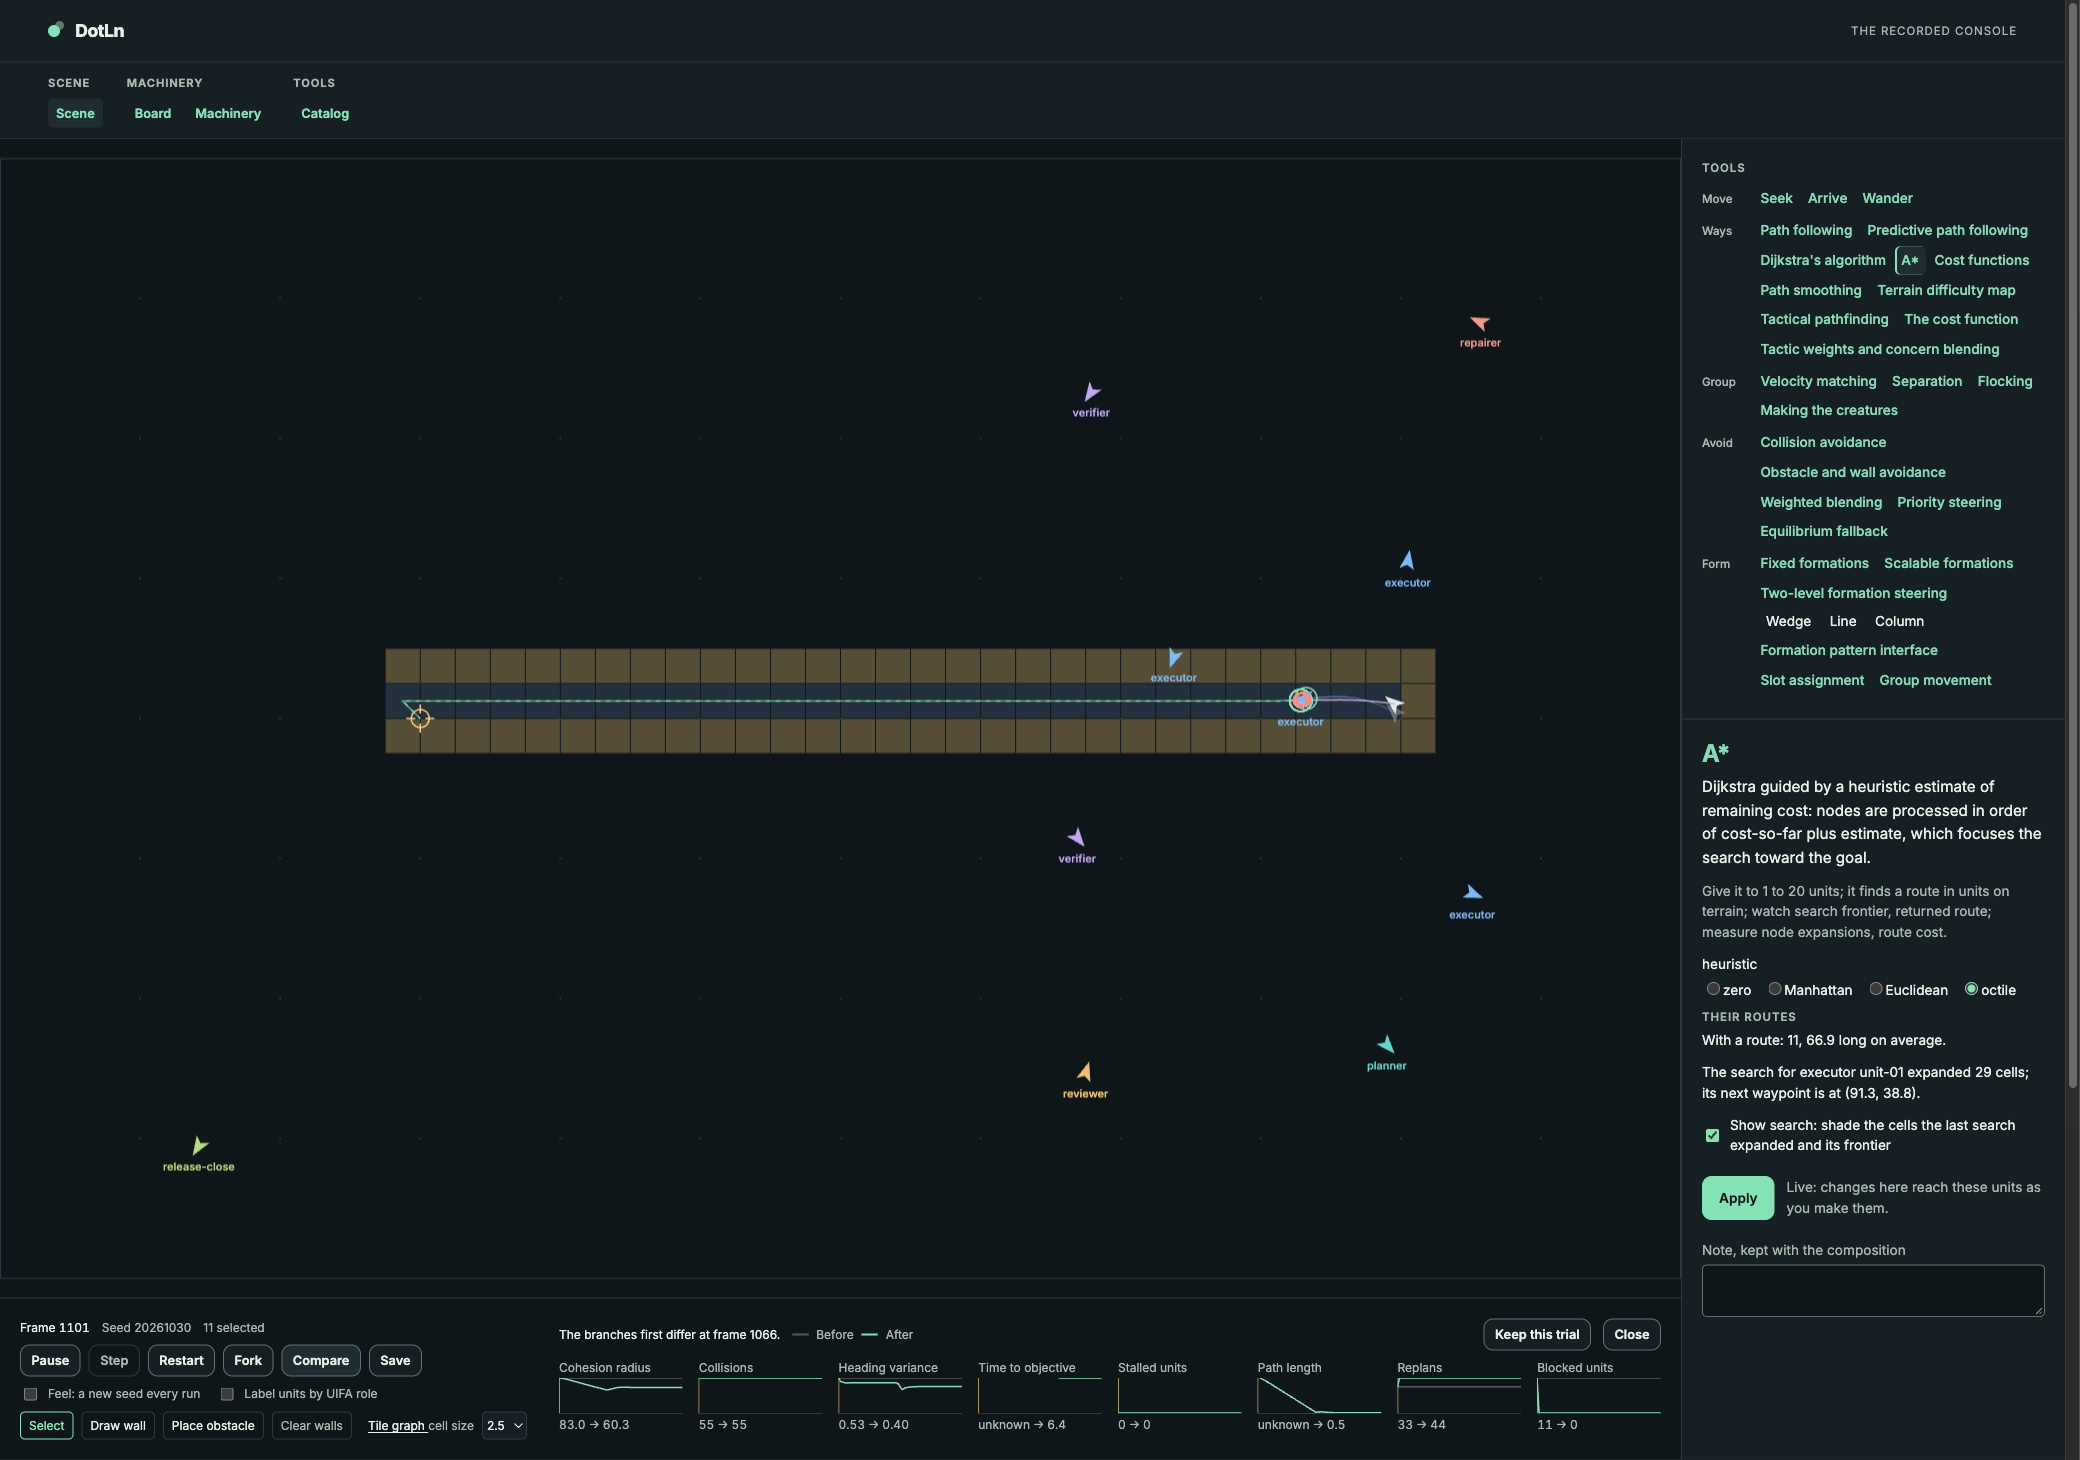 DotLn
THE RECORDED CONSOLE
SCENE MACHINERY TOOLS
Scene Board Machinery Catalog
repairer
verifier
executor
executor
executor
verifier
executor
planner
reviewer
release-close
TOOLS
Move Seek Arrive Wander
Ways Path following Predictive path following
Dijkstra's algorithm A* Cost functions
Path smoothing Terrain difficulty map
Tactical pathfinding The cost function
Tactic weights and concern blending
Group Velocity matching Separation Flocking
Making the creatures
Avoid Collision avoidance
Obstacle and wall avoidance
Weighted blending Priority steering
Equilibrium fallback
Form Fixed formations Scalable formations
Two-level formation steering
Wedge Line Column
Formation pattern interface
Slot assignment Group movement
A*
Dijkstra guided by a heuristic estimate of
remaining cost: nodes are processed in order
of cost-so-far plus estimate, which focuses the
search toward the goal.
Give it to 1 to 20 units; it finds a route in units on
terrain; watch search frontier, returned route;
measure node expansions, route cost.
heuristic
zero Manhattan Euclidean octile
THEIR ROUTES
With a route: 11, 66.9 long on average.
The search for executor unit-01 expanded 29 cells;
its next waypoint is at (91.3, 38.8).
Show search: shade the cells the last search
expanded and its frontier
Apply Live: changes here reach these units as
you make them.
Note, kept with the composition
Frame 1101 Seed 20261030 11 selected
Pause Step Restart Fork Compare Save
Feel: a new seed every run Label units by UIFA role
Select Draw wall Place obstacle Clear walls Tile graph cell size 2.5
The branches first differ at frame 1066. Before After
Keep this trial Close
Cohesion radius Collisions Heading variance Time to objective Stalled units Path length Replans Blocked units
83.0 → 60.3 55 → 55 0.53 → 0.40 unknown → 6.4 0 → 0 unknown → 0.5 33 → 44 11 → 0